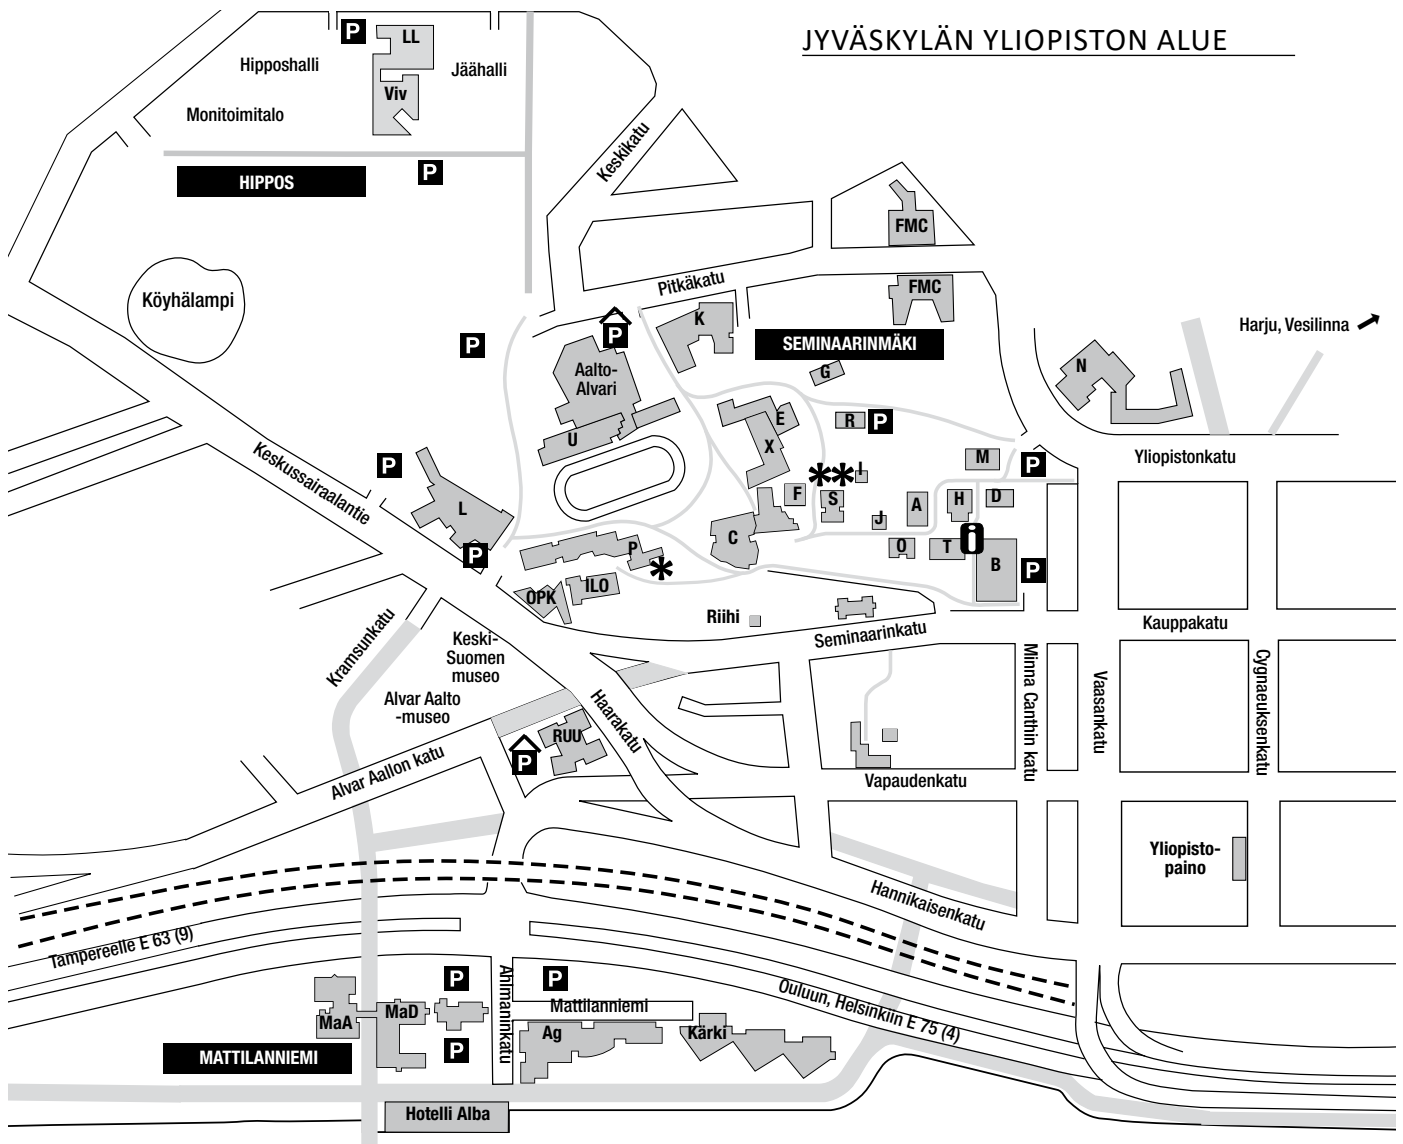 JYVÄSKYLÄN YLIOPISTON ALUE
P
LL
Hipposhalli
Jäähalli
Viv
Monitoimitalo
P
HIPPOS
Keskikatu
FMC
Köyhälampi
Pitkäkatu
FMC
K
P
P
SEMINAARINMÄKI
Harju, Vesilinna
Aalto-
Alvari
G
N
E
R
P
U
X
Yliopistonkatu
M
P
P
Keskussairaalantie
**
I
F
S
A
H
D
L
J
C
O
T
i
B
P
P
P
*
ILO
OPK
Riihi
Seminaarinkatu
Kauppakatu
Kramsunkatu
Keski-
Suomen
museo
Alvar Aalto
-museo
Haarakatu
Minna Canthin katu
Vaasankatu
Cygnaeuksenkatu
RUU
P
Alvar Aallon katu
Vapaudenkatu
Yliopisto-
paino
Hannikaisenkatu
Tampereelle E 63 (9)
P
P
Ahlmaninkatu
Mattilanniemi
Ouluun, Helsinkiin E 75 (4)
MaA
MaD
Ag
Kärki
P
MATTILANNIEMI
Hotelli Alba